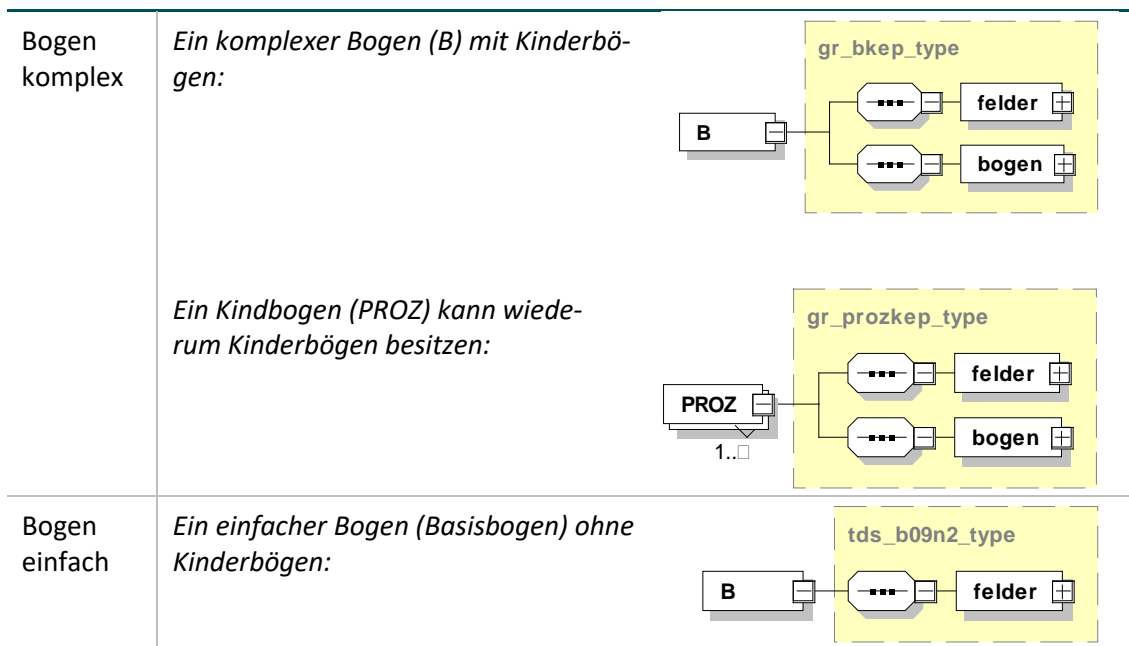 Bogen
komplex
Ein komplexer Bogen (B) mit Kinderbö-
gen:
gr_bkep_type
felder
B
bogen
Ein Kindbogen (PROZ) kann wiede-
rum Kinderbögen besitzen:
gr_prozkep_type
felder
PROZ
bogen
1..□
Bogen
einfach
Ein einfacher Bogen (Basisbogen) ohne
Kinderbögen:
tds_b09n2_type
B
felder